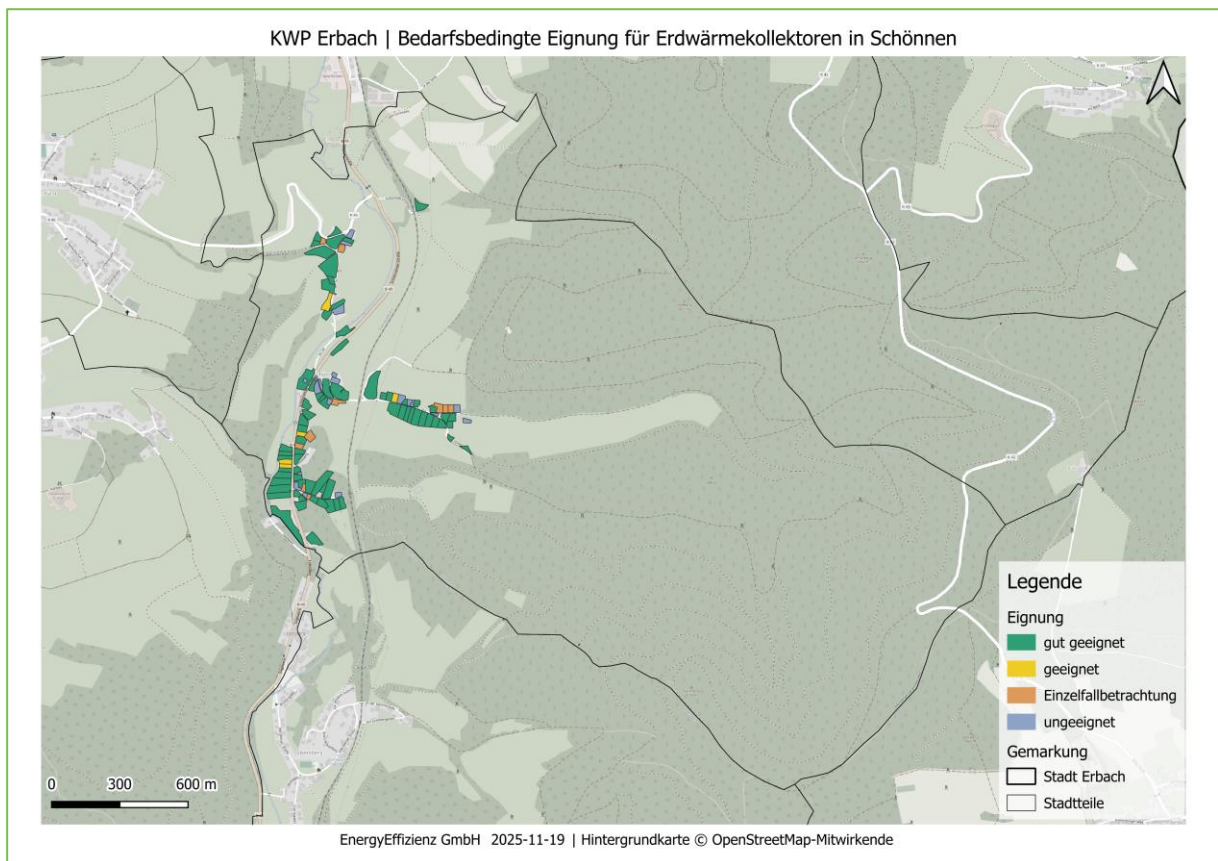 KWP Erbach | Bedarfsbedingte Eignung für Erdwärmekollektoren in Schönnen
Legende
Eignung
gut geeignet
geeignet
Einzelfallbetrachtung
ungeeignet
Gemarkung
Stadt Erbach
Stadtteile
0 300 600 m
EnergyEffizienz GmbH 2025-11-19 | Hintergrundkarte © OpenStreetMap-Mitwirkende